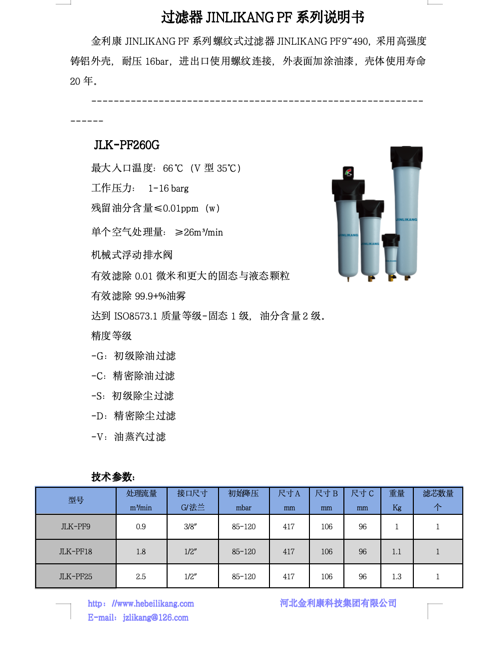 过滤器 JINLIKANG PF 系列说明书
金利康 JINLIKANG PF 系列螺纹式过滤器 JINLIKANG PF9~490，采用高强度
铸铝外壳，耐压 16bar，进出口使用螺纹连接，外表面加涂油漆，壳体使用寿命
20 年。
------------------------------------------------------------
------
JLK-PF260G
最大入口温度：66℃（V 型 35℃）
工作压力： 1-16 barg
残留油分含量≤0.01ppm（w）
单个空气处理量： ≥26m³/min
机械式浮动排水阀
有效滤除 0.01 微米和更大的固态与液态颗粒
有效滤除 99.9+%油雾
达到 ISO8573.1 质量等级-固态 1 级，油分含量 2 级。
精度等级
-G：初级除油过滤
-C：精密除油过滤
-S：初级除尘过滤
-D：精密除尘过滤
-V：油蒸汽过滤
JINLIKANG
JINLIKANG
JINLIKANG
技术参数：
型号 处理流量 m³/min 接口尺寸 G/法兰 初始降压 mbar 尺寸 A mm 尺寸 B mm 尺寸 C mm 重量 Kg 滤芯数量 个
JLK-PF9 0.9 3/8″ 85-120 417 106 96 1 1
JLK-PF18 1.8 1/2″ 85-120 417 106 96 1.1 1
JLK-PF25 2.5 1/2″ 85-120 417 106 96 1.3 1
http：//www.hebeilikang.com 河北金利康科技集团有限公司
E-mail：jzlikang@126.com